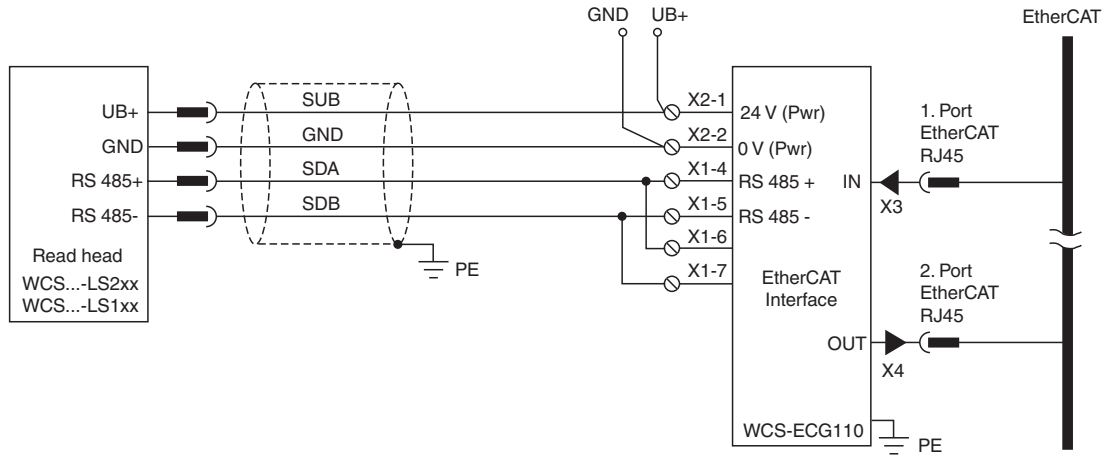 GND
UB+
EtherCAT
UB+
SUB
X2-1
24 V (Pwr)
GND
GND
X2-2
0 V (Pwr)
RS 485+
SDA
X1-4
RS 485 +
IN
RS 485-
SDB
X1-5
RS 485 -
X1-6
X1-7
1. Port
EtherCAT
RJ45
X3
Read head
WCS...-LS2xx
WCS...-LS1xx
PE
EtherCAT
Interface
2. Port
EtherCAT
RJ45
OUT
X4
WCS-ECG110
PE